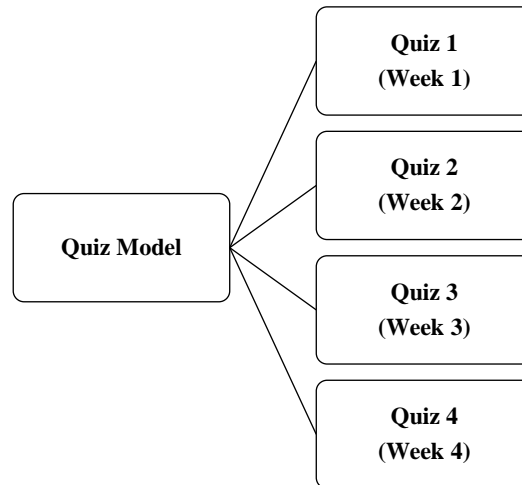 Quiz 1
(Week 1)
Quiz 2
(Week 2)
Quiz Model
Quiz 3
(Week 3)
Quiz 4
(Week 4)